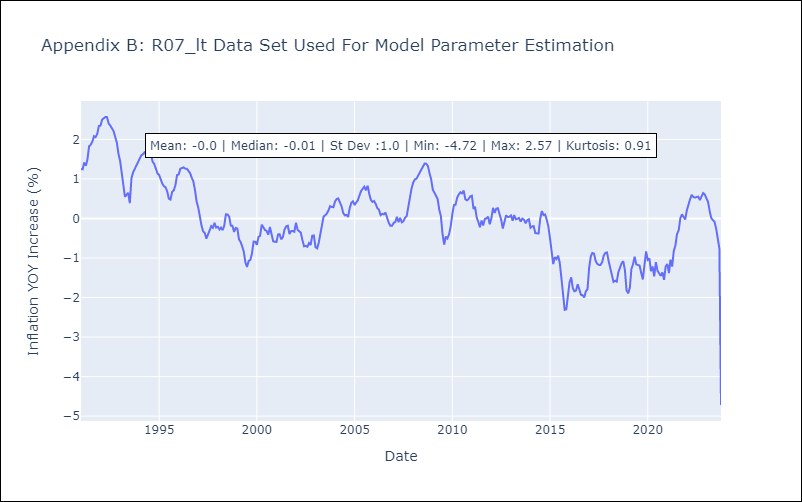 Appendix B: R07_lt Data Set Used For Model Parameter Estimation
Mean: -0.0 | Median: -0.01 | St Dev :1.0 | Min: -4.72 | Max: 2.57 | Kurtosis: 0.91
Inflation YOY Increase (%)
2
1
0
−1
−2
−3
−4
−5
1995 2000 2005 2010 2015 2020
Date